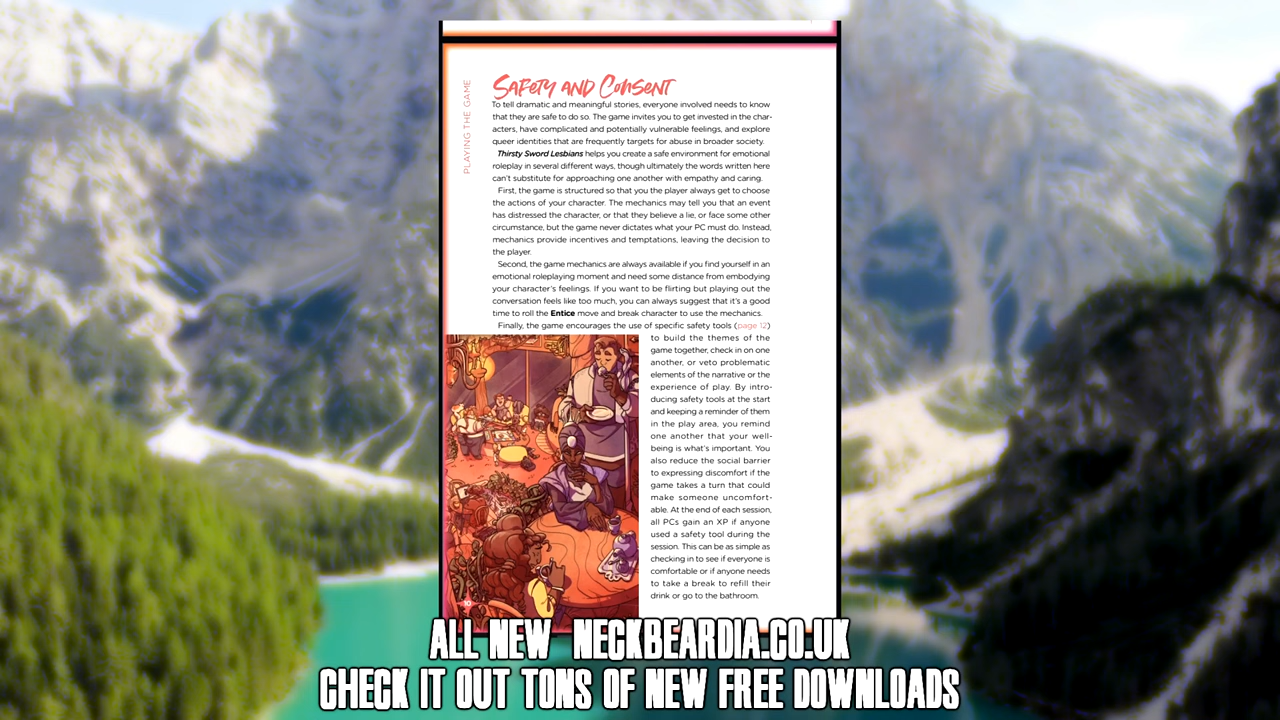 PLAYING THE GAME
Safety and Consent
To tell dramatic and meaningful stories, everyone involved needs to know
that they are safe to do so. The game invites you to get invested in the char-
acters, have complicated and potentially vulnerable feelings, and explore
queer identities that are frequently targets for abuse in broader society.
Thirsty Sword Lesbians helps you create a safe environment for emotional
roleplay in several different ways, though ultimately the words written here
can't substitute for approaching one another with empathy and caring.
First, the game is structured so that you the player always get to choose
the actions of your character. The mechanics may tell you that an event
has distressed the character, or that they believe a lie, or face some other
circumstance, but the game never dictates what your PC must do. Instead,
mechanics provide incentives and temptations, leaving the decision to
the player.
Second, the game mechanics are always available if you find yourself in an
emotional roleplaying moment and need some distance from embodying
your character's feelings. If you want to be flirting but playing out the
conversation feels like too much, you can always suggest that it's a good
time to roll the Entice move and break character to use the mechanics.
Finally, the game encourages the use of specific safety tools (page 12)
to build the themes of the
game together, check in on one
another, or veto problematic
elements of the narrative or the
experience of play. By intro-
ducing safety tools at the start
and keeping a reminder of them
in the play area, you remind
one another that your well-
being is what's important. You
also reduce the social barrier
to expressing discomfort if the
game takes a turn that could
make someone uncomfort-
able. At the end of each session,
all PCs gain an XP if anyone
used a safety tool during the
session. This can be as simple as
checking in to see if everyone is
comfortable or if anyone needs
to take a break to refill their
drink or go to the bathroom.
10
ALL NEW NECKBEARDIA.CO.UK
CHECK IT OUT TONS OF NEW FREE DOWNLOADS